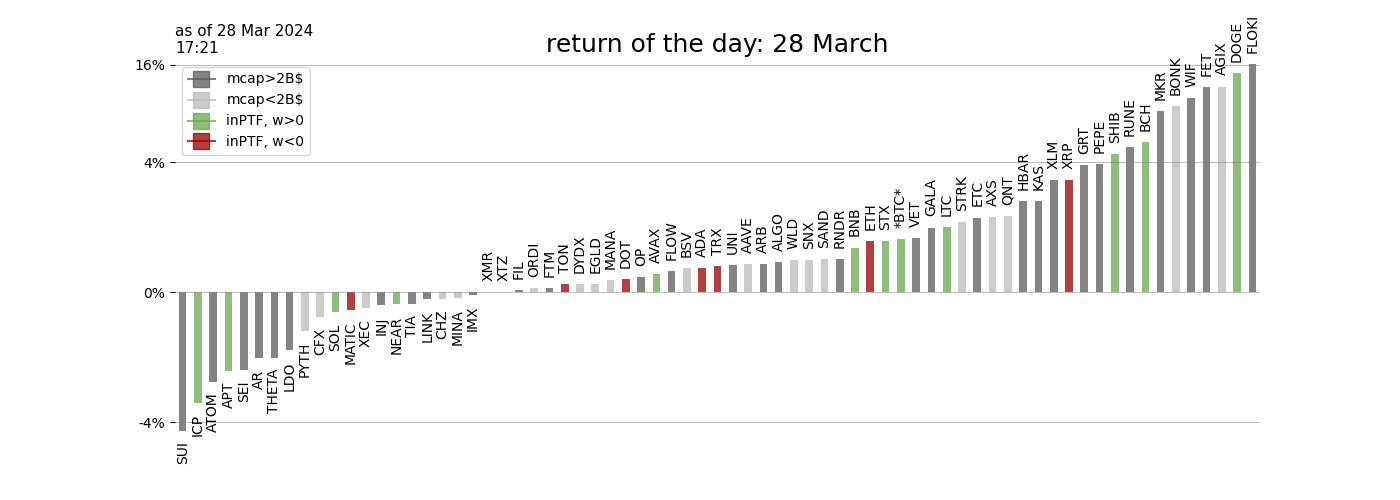 as of 28 Mar 2024
17:21
return of the day: 28 March
16%
4%
0%
-4%
mcap>2B$
mcap<2B$
inPTF, w>0
inPTF, w<0
SUI
ICP
ATOM
APT
SEI
AR
THETA
LDO
PYTH
CFX
SOL
MATIC
XEC
INJ
NEAR
TIA
LINK
CHZ
MINA
IMX
XMR
XTZ
FIL
ORDI
FTM
TON
DYDX
EGLD
MANA
DOT
OP
AVAX
FLOW
BSV
ADA
TRX
UNI
AAVE
ARB
ALGO
WLD
SNX
SAND
RNDR
BNB
ETH
STX
*BTC*
VET
GALA
LTC
STRK
ETC
AXS
QNT
HBAR
KAS
XLM
XRP
GRT
PEPE
SHIB
RUNE
BCH
MKR
BONK
WIF
FET
AGIX
DOGE
FLOKI